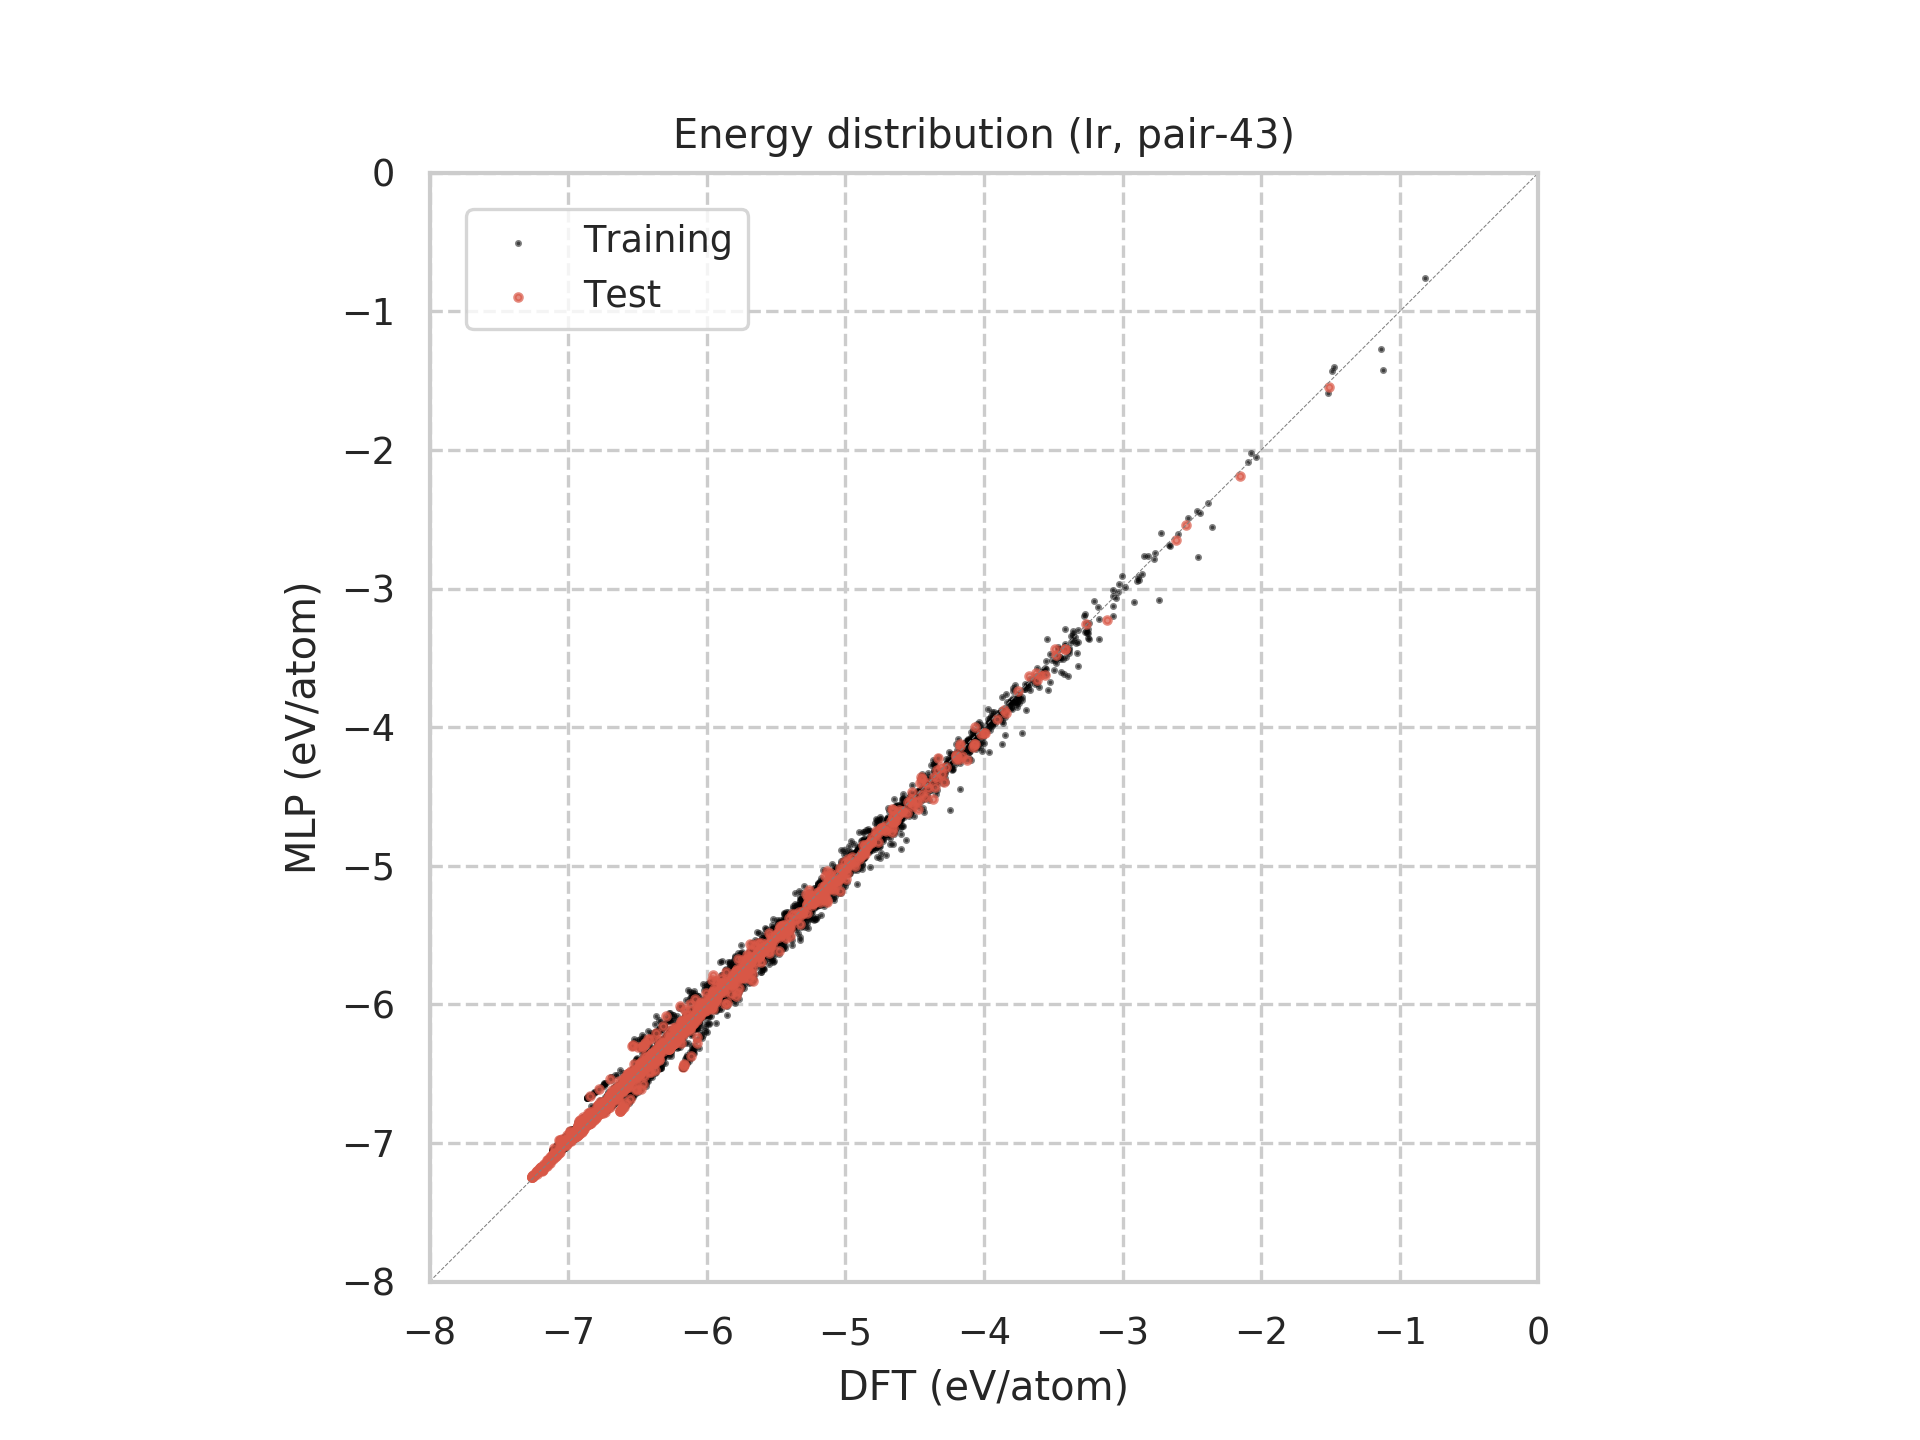 Energy distribution (Ir, pair-43)
Training
Test
0
−1
−2
−3
−4
−5
−6
−7
−8
MLP (eV/atom)
−8 −7 −6 −5 −4 −3 −2 −1 0
DFT (eV/atom)